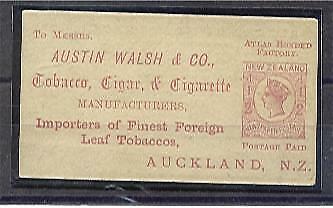 To Messrs.
Atlas Bonded
Factory.
AUSTIN WALSH & CO.,
Tobacco, Cigar, & Cigarette
MANUFACTURERS,
Importers of Finest Foreign
Leaf Tobaccos,
AUCKLAND, N.Z.
NEW ZEALAND
POSTAGE PAID